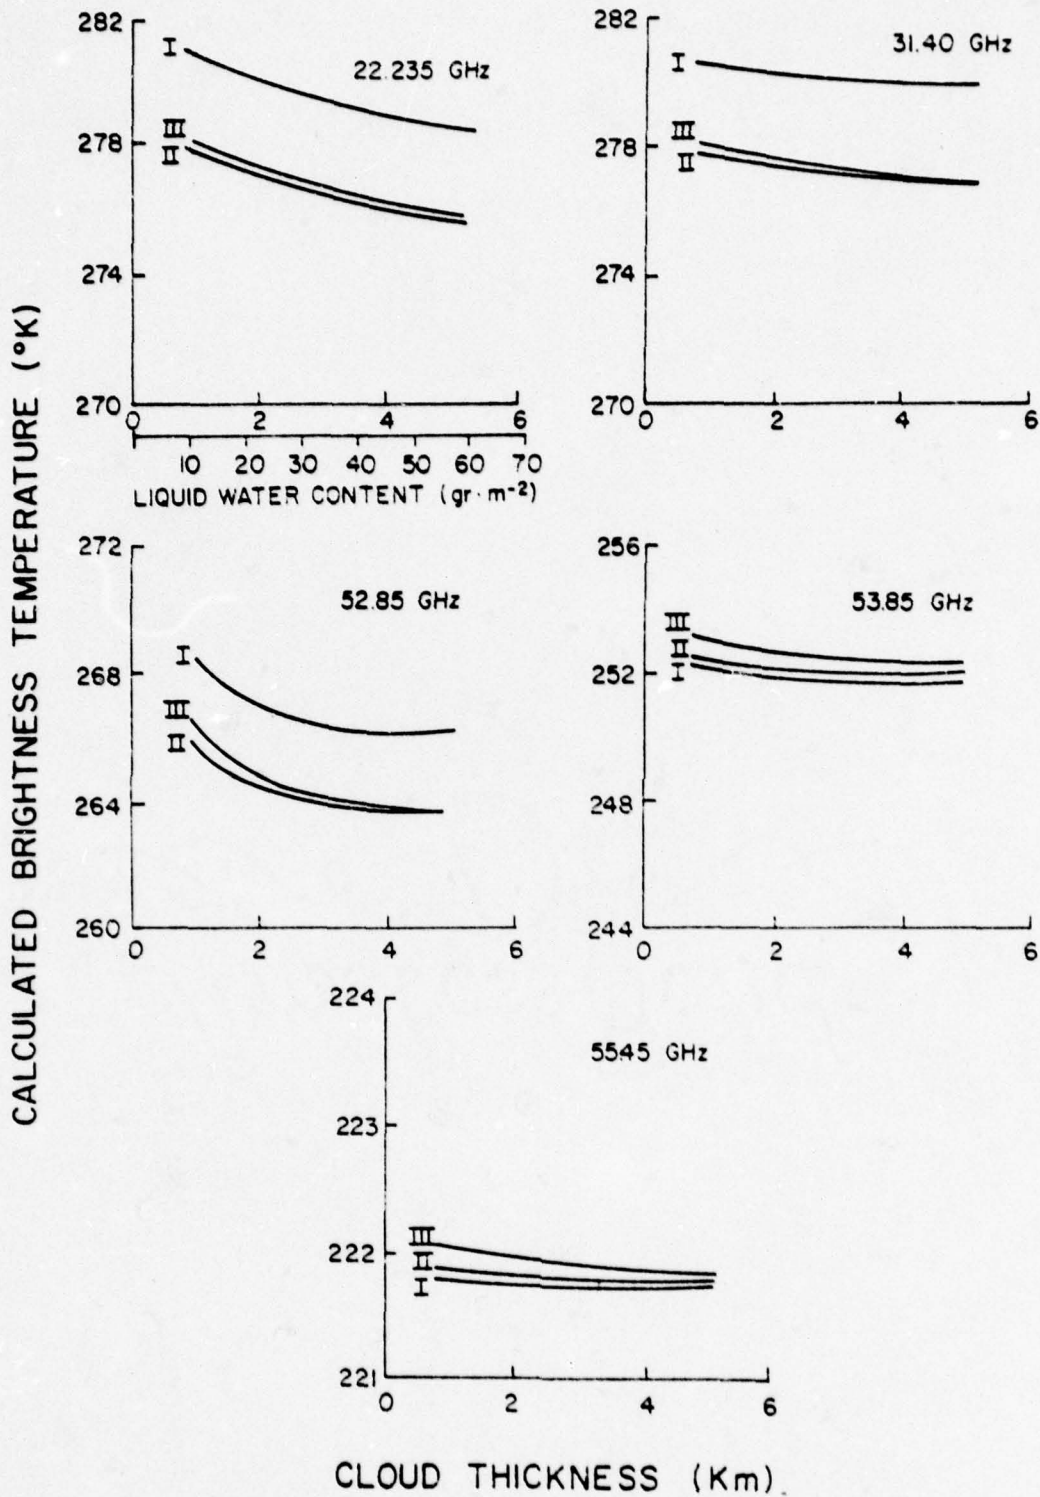 CALCULATED BRIGHTNESS TEMPERATURE (°K)
22.235 GHz
282
278
274
270
I
III
II
0 2 4 6
10 20 30 40 50 60 70
LIQUID WATER CONTENT (gr·m-2)
31.40 GHz
282
278
274
270
I
III
II
0 2 4 6
52.85 GHz
272
268
264
260
I
III
II
0 2 4 6
53.85 GHz
256
252
248
244
III
II
I
0 2 4 6
55.45 GHz
224
223
222
221
III
II
I
0 2 4 6
CLOUD THICKNESS (Km)